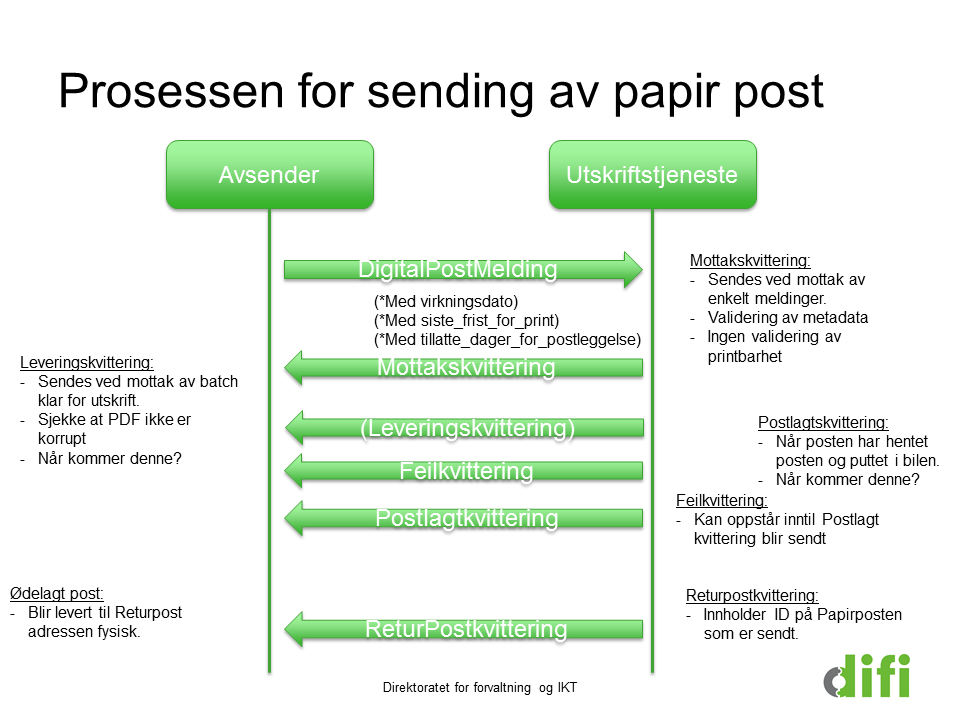 Prosessen for sending av papir post
Avsender
Utskriftstjeneste
DigitalPostMelding
(*Med virkningsdato)
(*Med siste_frist_for_print)
(*Med tillatte_dager_for_postleggelse)
Mottakskvittering:
- Sendes ved mottak av
enkelt meldinger.
- Validering av metadata
- Ingen validering av
printbarhet
Mottakskvittering
Leveringskvittering:
- Sendes ved mottak av batch
klar for utskrift.
- Sjekke at PDF ikke er
korrupt
- Når kommer denne?
(Leveringskvittering)
Postlagtskvittering:
- Når posten har hentet
posten og puttet i bilen.
- Når kommer denne?
Feilkvittering
Feilkvittering:
- Kan oppstår inntil Postlagt
kvittering blir sendt
Postlagtkvittering
Ødelagt post:
- Blir levert til Returpost
adressen fysisk.
Returpostkvittering:
- Innholder ID på Papirposten
som er sendt.
ReturPostkvittering
Direktoratet for forvaltning og IKT
difi